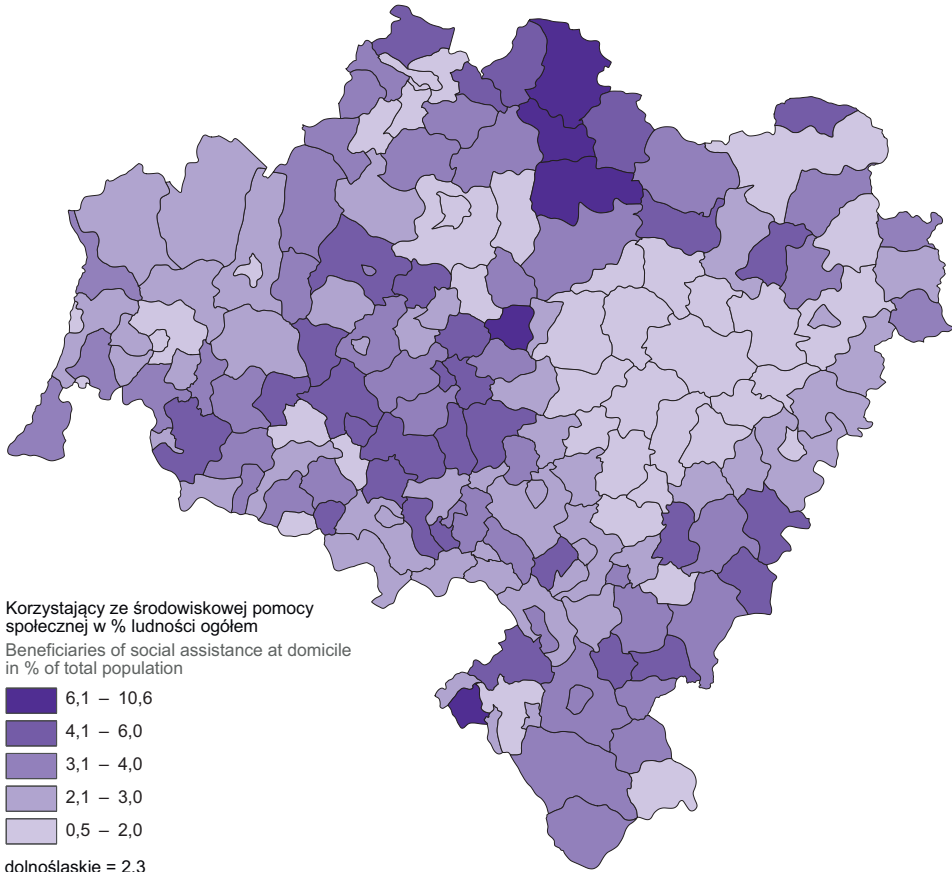 Korzystający ze środowiskowej pomocy
społecznej w % ludności ogółem
Beneficiaries of social assistance at domicile
in % of total population
6,1 – 10,6
4,1 – 6,0
3,1 – 4,0
2,1 – 3,0
0,5 – 2,0
dolnośląskie = 2,3